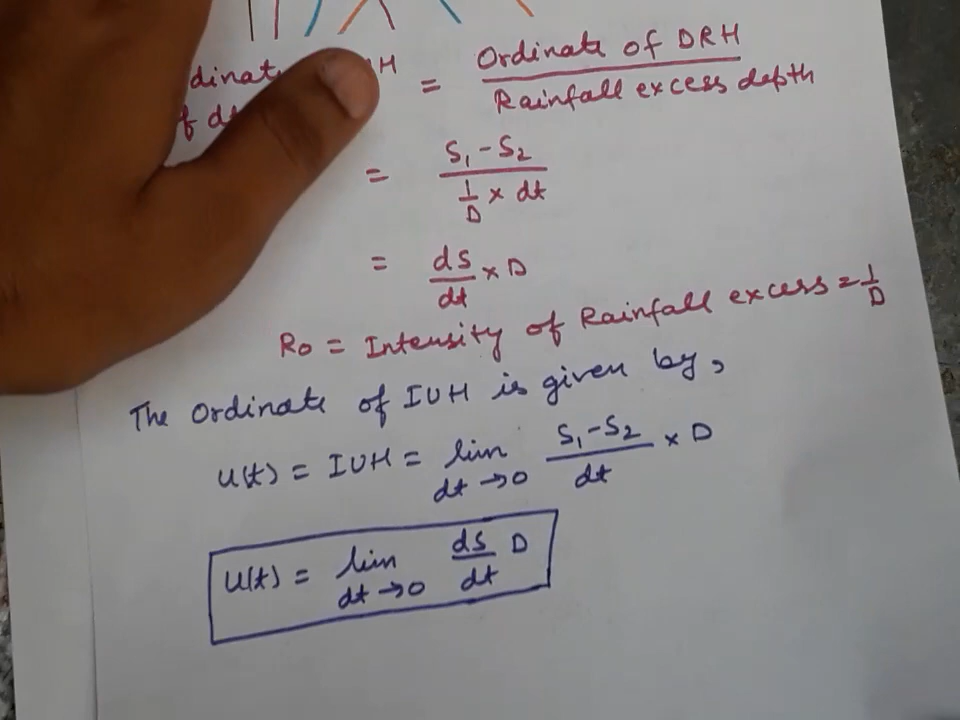 = Ordinate of DRH
Rainfall excess depth
= S₁ - S₂
1/D × dt
= dS/dt × D
Ro = Intensity of Rainfall excess = 1/D
The Ordinate of IUH is given by,
U(t) = IUH = lim dt→0 S₁-S₂/dt × D
U(t) = lim dt→0 dS/dt D